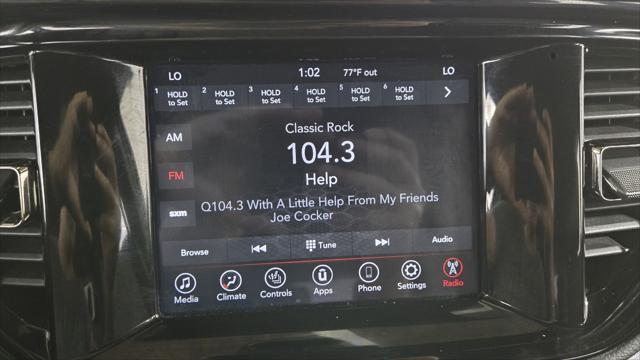 LO 1:02 77°F out LO
1 HOLD to Set 2 HOLD to Set 3 HOLD to Set 4 HOLD to Set 5 HOLD to Set 6 HOLD to Set
Classic Rock
AM
104.3
FM
Help
Q104.3 With A Little Help From My Friends
sxm
Joe Cocker
Browse Tune Audio
Media Climate Controls Apps Phone Settings Radio